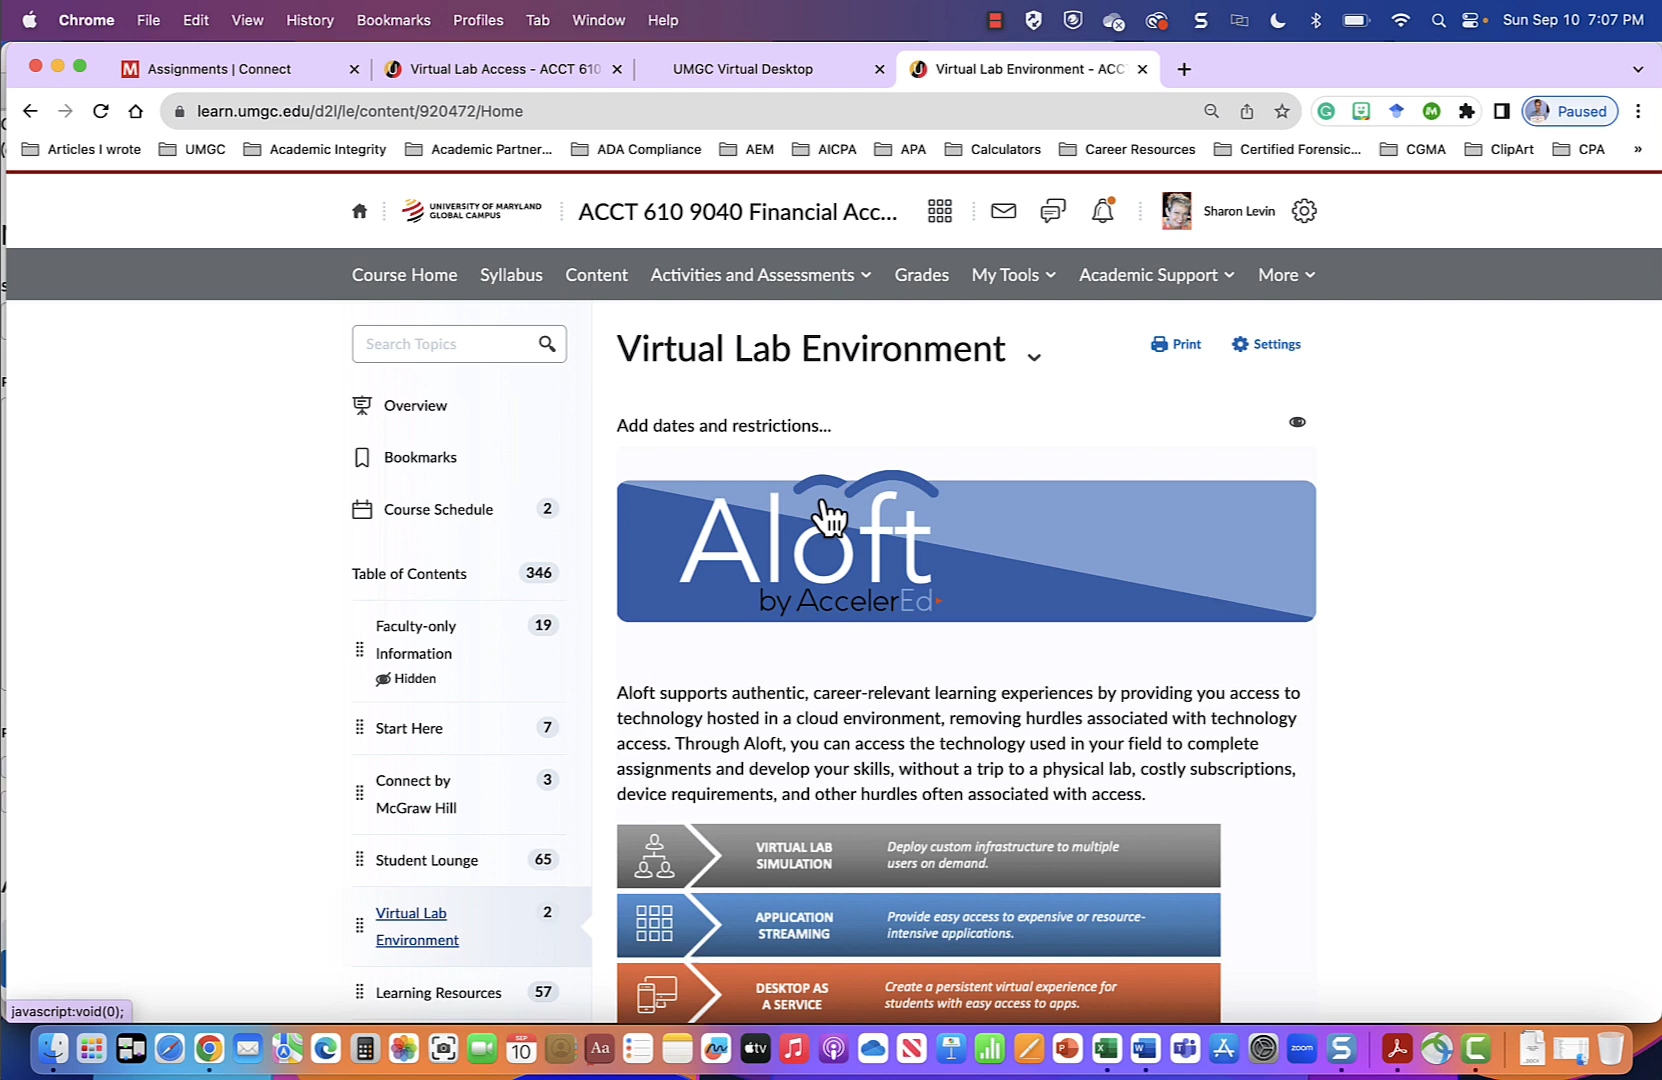 Chrome File Edit View History Bookmarks Profiles Tab Window Help Sun Sep 10 7:07 PM
Assignments | Connect Virtual Lab Access - ACCT 610 UMGC Virtual Desktop Virtual Lab Environment - ACC
learn.umgc.edu/d2l/le/content/920472/Home Paused
Articles I wrote UMGC Academic Integrity Academic Partner... ADA Compliance AEM AICPA APA Calculators Career Resources Certified Forensic... CGMA ClipArt CPA »
UNIVERSITY OF MARYLAND
GLOBAL CAMPUS
ACCT 610 9040 Financial Acc...
Sharon Levin
Course Home Syllabus Content Activities and Assessments Grades My Tools Academic Support More
Search Topics
Overview
Bookmarks
Course Schedule 2
Table of Contents 346
Faculty-only 19
Information
Hidden
Start Here 7
Connect by 3
McGraw Hill
Student Lounge 65
Virtual Lab 2
Environment
Learning Resources 57
Virtual Lab Environment
Print Settings
Add dates and restrictions...
Aloft
by AccelerEd
Aloft supports authentic, career-relevant learning experiences by providing you access to
technology hosted in a cloud environment, removing hurdles associated with technology
access. Through Aloft, you can access the technology used in your field to complete
assignments and develop your skills, without a trip to a physical lab, costly subscriptions,
device requirements, and other hurdles often associated with access.
VIRTUAL LAB
SIMULATION
Deploy custom infrastructure to multiple
users on demand.
APPLICATION
STREAMING
Provide easy access to expensive or resource-
intensive applications.
DESKTOP AS
A SERVICE
Create a persistent virtual experience for
students with easy access to apps.
javascript:void(0);
SEP
10
Aa
tv
zoom